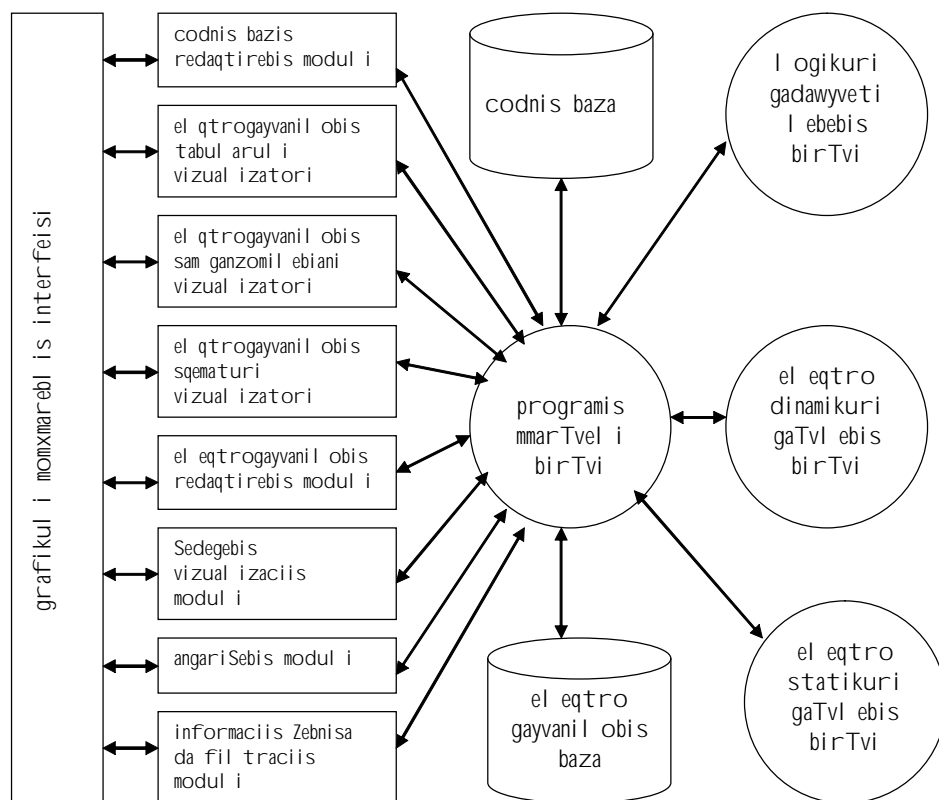 grafikuli momxmareblis interfeisi
codnis bazis
redaqtirebis moduli
elqtrogayvanilobis
tabularuli
vizualizatori
elqtrogayvanilobis
samganzomilebiani
vizualizatori
elqtrogayvanilobis
sqematuri
vizualizatori
eleqtrogayvanilobis
redaqtirebis moduli
Sedegebis
vizualizaciis
moduli
angariSebis moduli
informaciis Zebnisa
da filtraciis
moduli
codnis baza
programis
mmarTveli
birTvi
eleqtro
gayvanilobis
baza
logikuri
gadawyveti
lebebis
birTvi
eleqtro
dinamikuri
gaTvlebis
birTvi
eleqtro
statikuri
gaTvlebis
birTvi